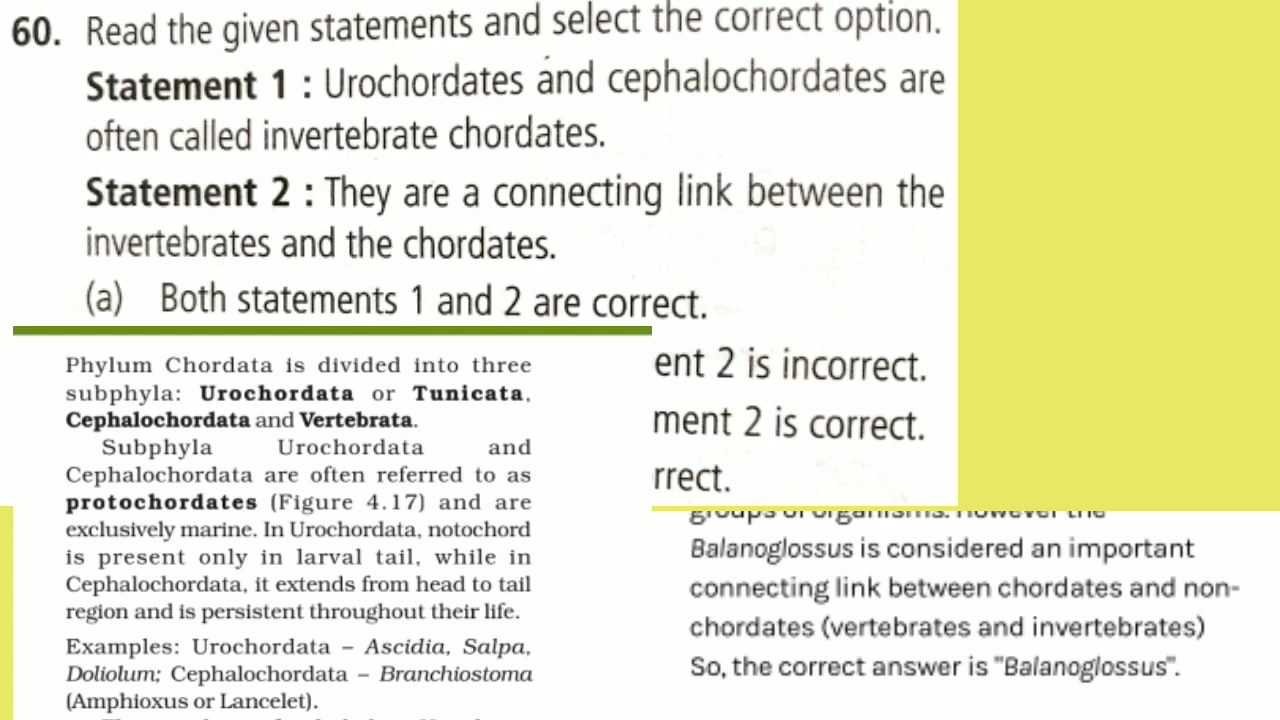 60. Read the given statements and select the correct option.
Statement 1 : Urochordates and cephalochordates are
often called invertebrate chordates.
Statement 2 : They are a connecting link between the
invertebrates and the chordates.
(a) Both statements 1 and 2 are correct.
ent 2 is incorrect.
ment 2 is correct.
rrect.
Phylum Chordata is divided into three
subphyla: Urochordata or Tunicata,
Cephalochordata and Vertebrata.
Subphyla Urochordata and
Cephalochordata are often referred to as
protochordates (Figure 4.17) and are
exclusively marine. In Urochordata, notochord
is present only in larval tail, while in
Cephalochordata, it extends from head to tail
region and is persistent throughout their life.
Examples: Urochordata – Ascidia, Salpa,
Doliolum; Cephalochordata – Branchiostoma
(Amphioxus or Lancelet).
groups of organisms. However the
Balanoglossus is considered an important
connecting link between chordates and non-
chordates (vertebrates and invertebrates)
So, the correct answer is "Balanoglossus".